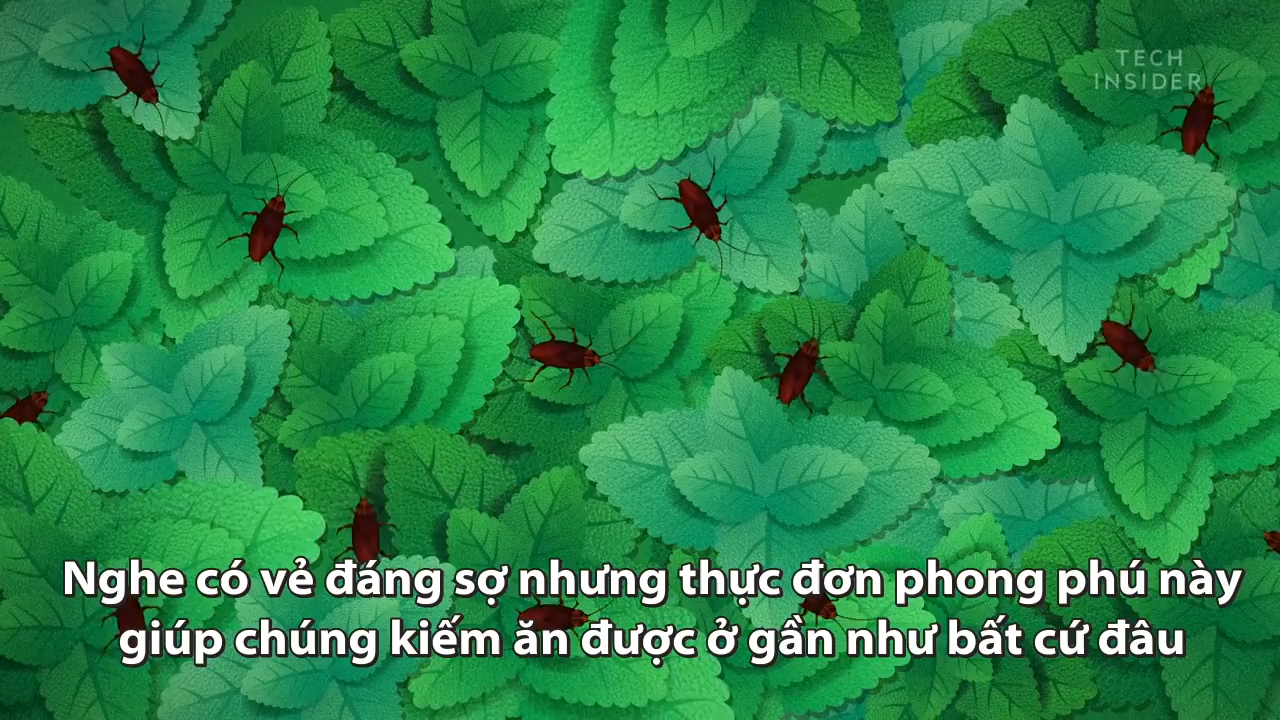 TECH
INSIDER
Nghe có vẻ đáng sợ nhưng thực đơn phong phú này
giúp chúng kiếm ăn được ở gần như bất cứ đâu